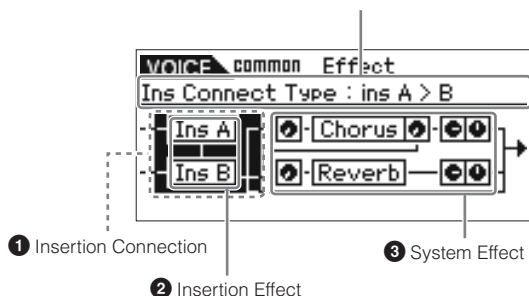 VOICE common Effect
Ins Connect Type : ins A > B
Ins A Chorus
Ins B Reverb
1 Insertion Connection
3 System Effect
2 Insertion Effect